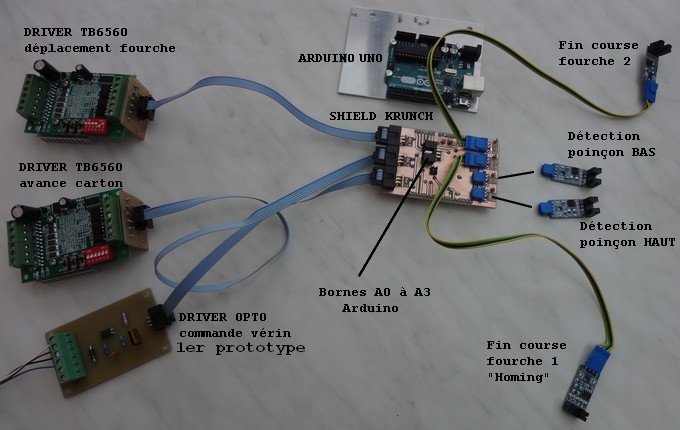 DRIVER TB6560
déplacement fourche
ARDUINO UNO
Fin course
fourche 2
SHIELD KRUNCH
Détection
poinçon BAS
DRIVER TB6560
avance carton
Détection
poinçon HAUT
Bornes A0 à A3
Arduino
DRIVER OPTO
commande vérin
1er prototype
Fin course
fourche 1
"Homing"